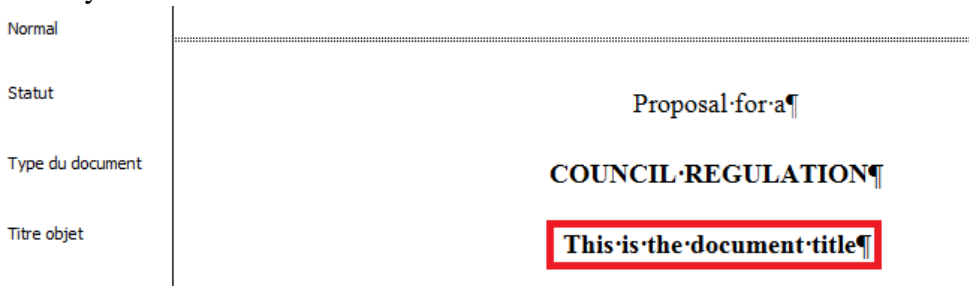 Normal
Statut
Proposal·for·a¶
Type du document
COUNCIL·REGULATION¶
Titre objet
This·is·the·document·title¶